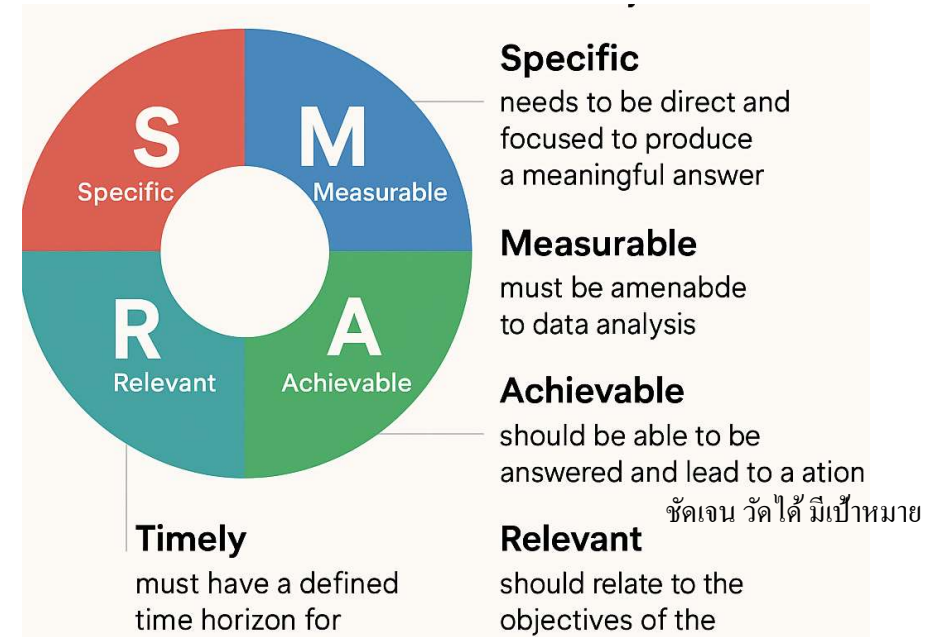 S
Specific
M
Measurable
R
Relevant
A
Achievable
Specific
needs to be direct and
focused to produce
a meaningful answer
Measurable
must be amenabde
to data analysis
Achievable
should be able to be
answered and lead to a ation
ชัดเจน วัดได้ มีเป้าหมาย
Timely
must have a defined
time horizon for
Relevant
should relate to the
objectives of the